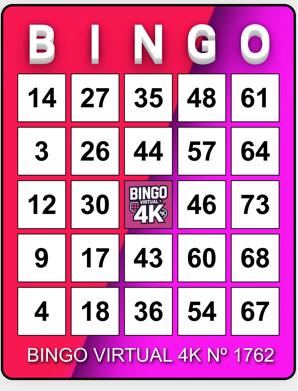 B I N G O
14 27 35 48 61
3 26 44 57 64
12 30 BINGO VIRTUAL 4K 46 73
9 17 43 60 68
4 18 36 54 67
BINGO VIRTUAL 4K Nº 1762